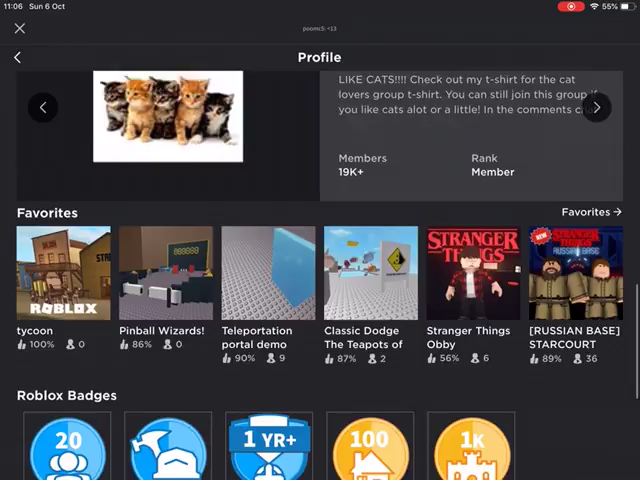 11:06 Sun 6 Oct
55%
poomc5: <13
Profile
LIKE CATS!!!! Check out my t-shirt for the cat
lovers group t-shirt. You can still join this group if
you like cats alot or a little! In the comments
Members
Rank
19K+
Member
Favorites
Favorites →
ROBLOX
STRANGER THINGS
NEW
STRANGER THINGS
RUSSIAN BASE
tycoon
Pinball Wizards!
Teleportation
portal demo
Classic Dodge
The Teapots of
Stranger Things
Obby
[RUSSIAN BASE]
STARCOURT
100% 0
86% 0
90% 9
87% 2
56% 6
89% 36
Roblox Badges
20
1 YR+
100
1K